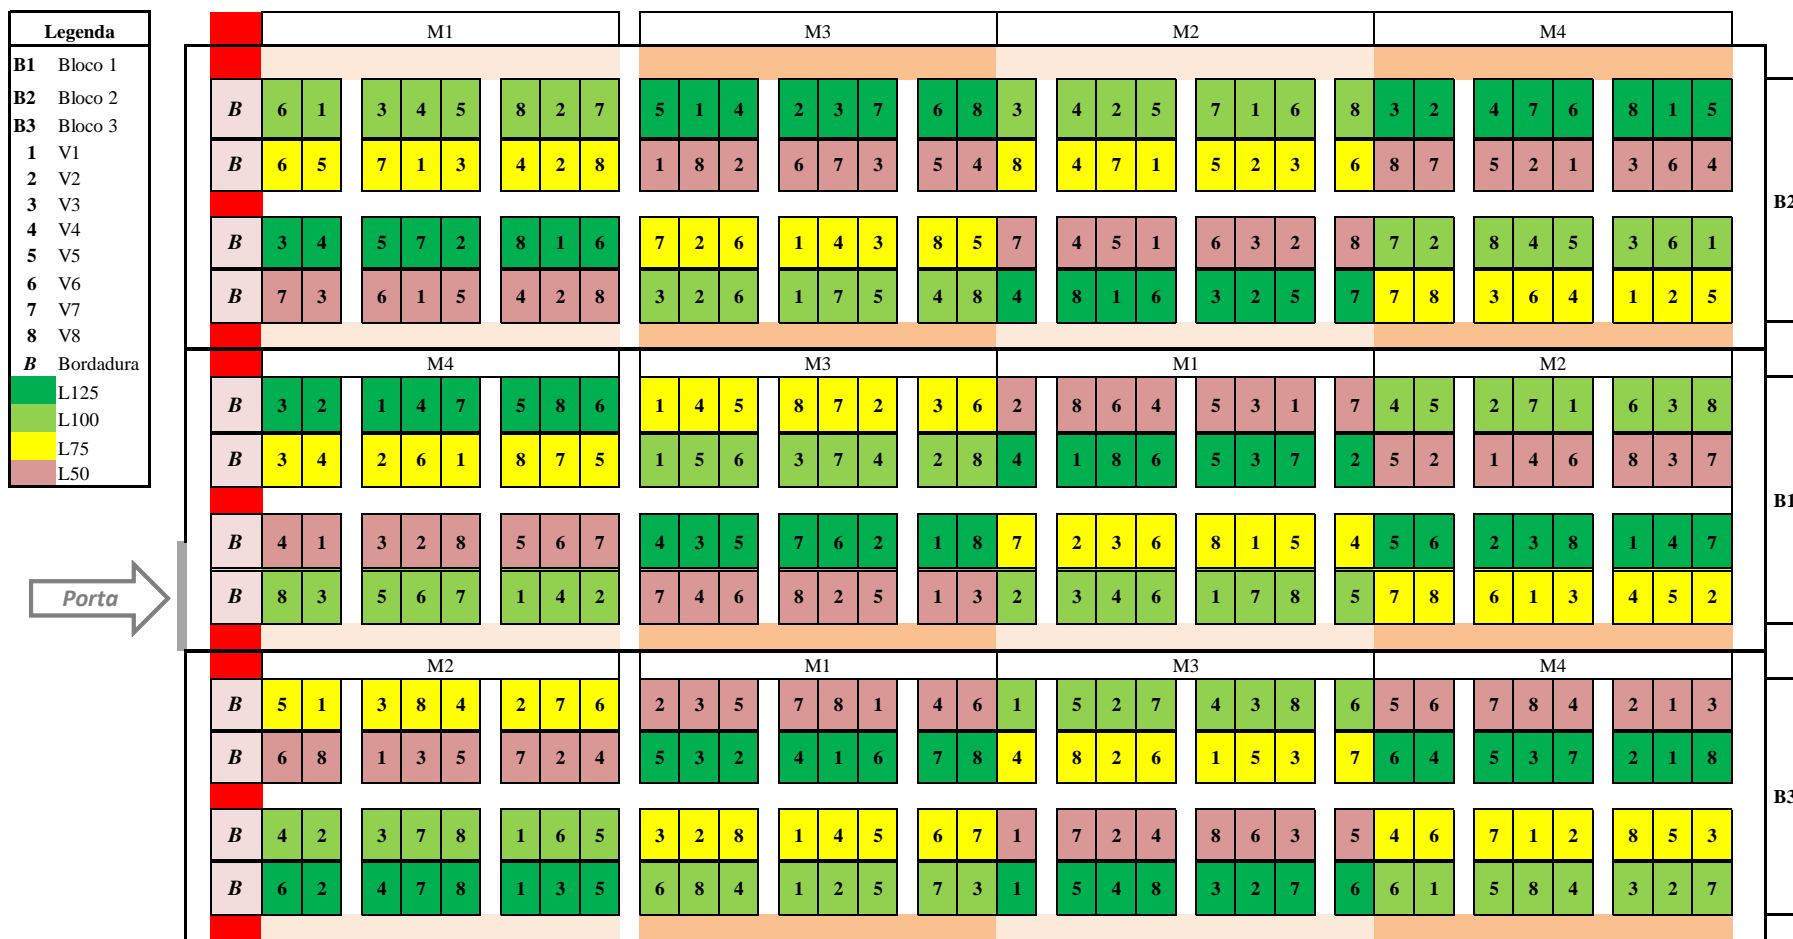 Legenda
B1 Bloco 1
B2 Bloco 2
B3 Bloco 3
1 V1
2 V2
3 V3
4 V4
5 V5
6 V6
7 V7
8 V8
B Bordadura
L125
L100
L75
L50
Porta
M1 M3 M2 M4
B 6 1 3 4 5 8 2 7 5 1 4 2 3 7 6 8 3 4 2 5 7 1 6 8 3 2 4 7 6 8 1 5
B 6 5 7 1 3 4 2 8 1 8 2 6 7 3 5 4 8 4 7 1 5 2 3 6 8 7 5 2 1 3 6 4
B2
B 3 4 5 7 2 8 1 6 7 2 6 1 4 3 8 5 7 4 5 1 6 3 2 8 7 2 8 4 5 3 6 1
B 7 3 6 1 5 4 2 8 3 2 6 1 7 5 4 8 4 8 1 6 3 2 5 7 7 8 3 6 4 1 2 5
M4 M3 M1 M2
B 3 2 1 4 7 5 8 6 1 4 5 8 7 2 3 6 2 8 6 4 5 3 1 7 4 5 2 7 1 6 3 8
B 3 4 2 6 1 8 7 5 1 5 6 3 7 4 2 8 4 1 8 6 5 3 7 2 5 2 1 4 6 8 3 7
B1
B 4 1 3 2 8 5 6 7 4 3 5 7 6 2 1 8 7 2 3 6 8 1 5 4 5 6 2 3 8 1 4 7
B 8 3 5 6 7 1 4 2 7 4 6 8 2 5 1 3 2 3 4 6 1 7 8 5 7 8 6 1 3 4 5 2
M2 M1 M3 M4
B 5 1 3 8 4 2 7 6 2 3 5 7 8 1 4 6 1 5 2 7 4 3 8 6 5 6 7 8 4 2 1 3
B 6 8 1 3 5 7 2 4 5 3 2 4 1 6 7 8 4 8 2 6 1 5 3 7 6 4 5 3 7 2 1 8
B3
B 4 2 3 7 8 1 6 5 3 2 8 1 4 5 6 7 1 7 2 4 8 6 3 5 4 6 7 1 2 8 5 3
B 6 2 4 7 8 1 3 5 6 8 4 1 2 5 7 3 1 5 4 8 3 2 7 6 6 1 5 8 4 3 2 7